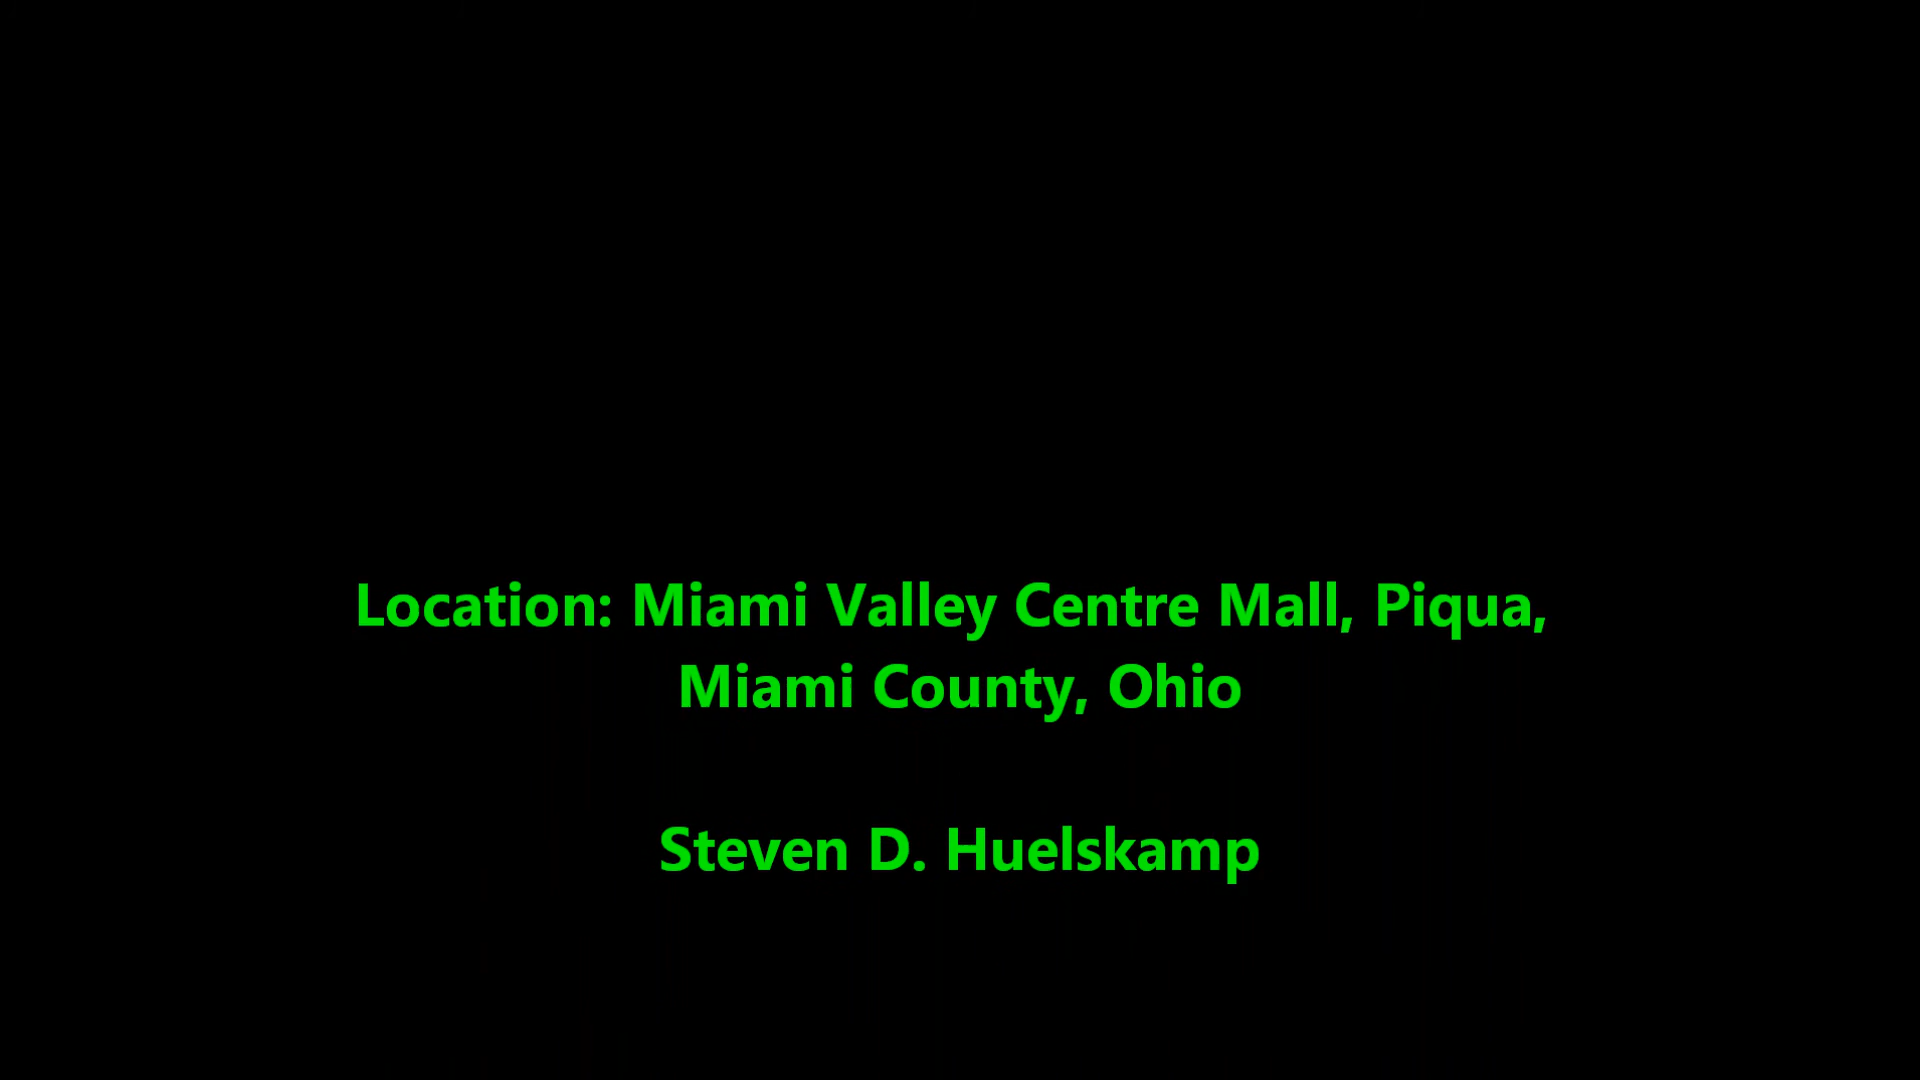 Location: Miami Valley Centre Mall, Piqua,
Miami County, Ohio
Steven D. Huelskamp